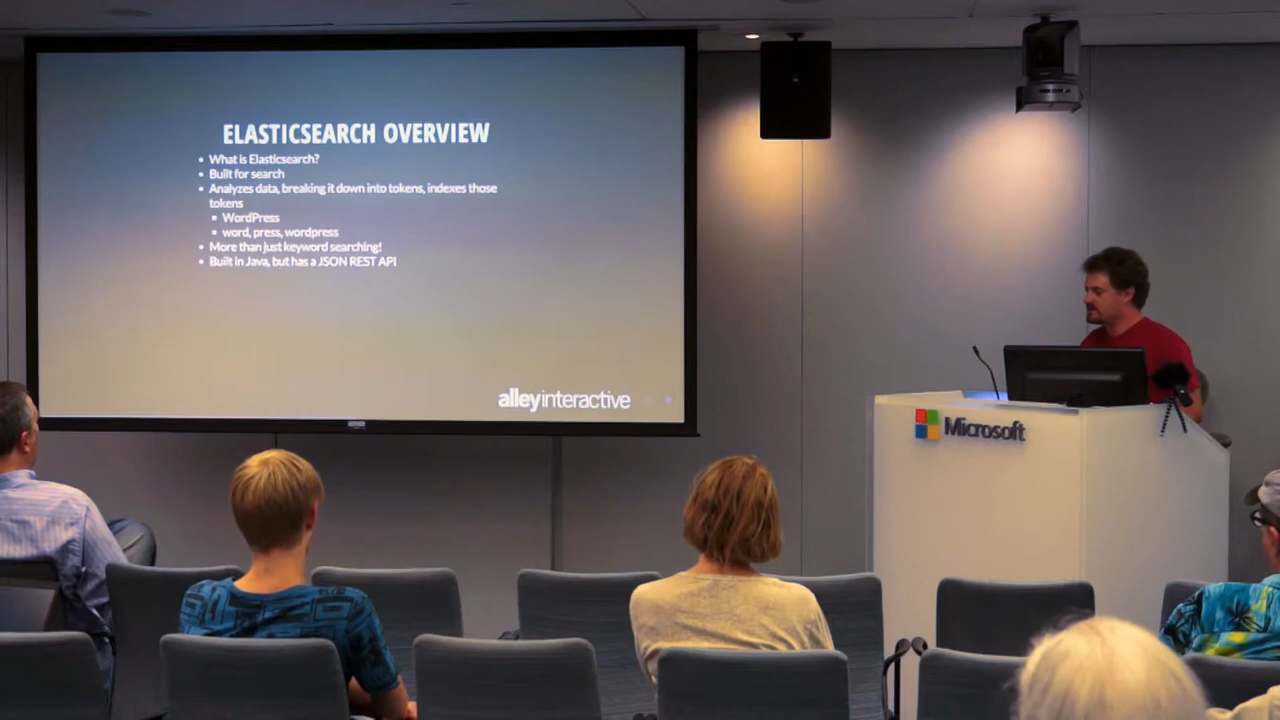 ELASTICSEARCH OVERVIEW
• What is Elasticsearch?
• Built for search
• Analyzes data, breaking it down into tokens, indexes those
tokens
▪ WordPress
▪ word, press, wordpress
• More than just keyword searching!
• Built in Java, but has a JSON REST API
alleyinteractive
Microsoft